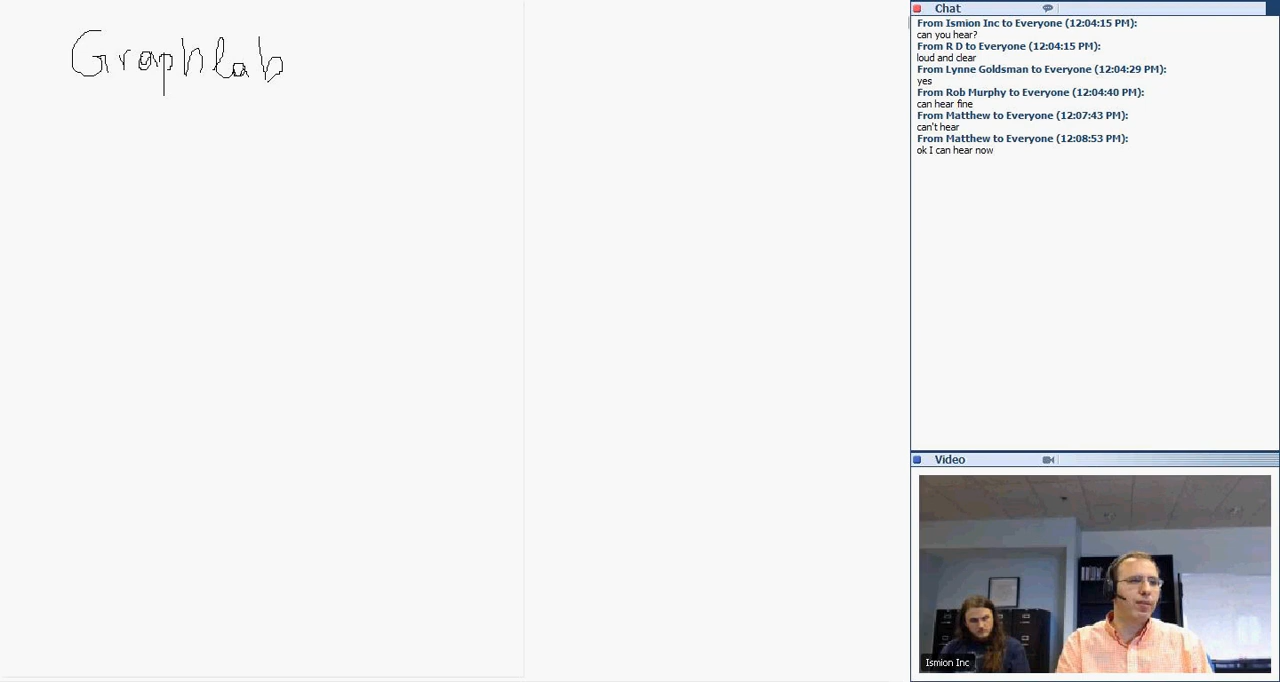 Graphlab
Chat
From Ismion Inc to Everyone (12:04:15 PM):
can you hear?
From R D to Everyone (12:04:15 PM):
loud and clear
From Lynne Goldsman to Everyone (12:04:29 PM):
yes
From Rob Murphy to Everyone (12:04:40 PM):
can hear fine
From Matthew to Everyone (12:07:43 PM):
can't hear
From Matthew to Everyone (12:08:53 PM):
ok I can hear now
Video
Ismion Inc